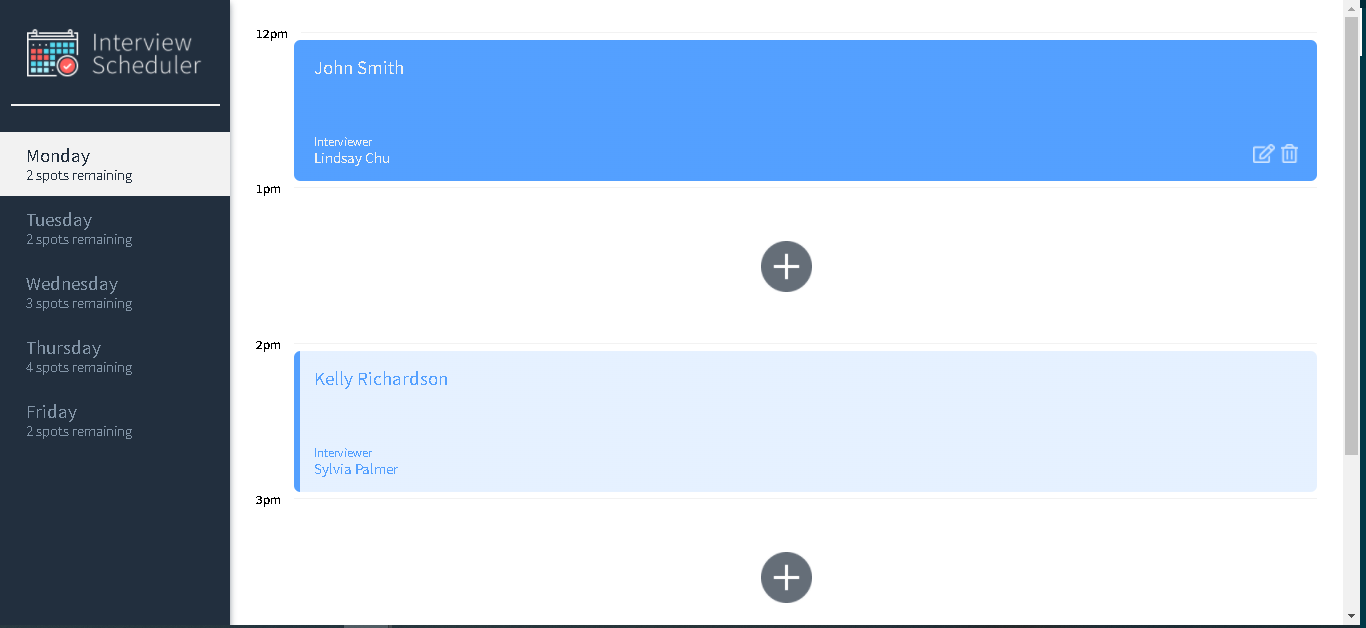 Interview
Scheduler
Monday
2 spots remaining
Tuesday
2 spots remaining
Wednesday
3 spots remaining
Thursday
4 spots remaining
Friday
2 spots remaining
12pm
John Smith
Interviewer
Lindsay Chu
1pm
2pm
Kelly Richardson
Interviewer
Sylvia Palmer
3pm